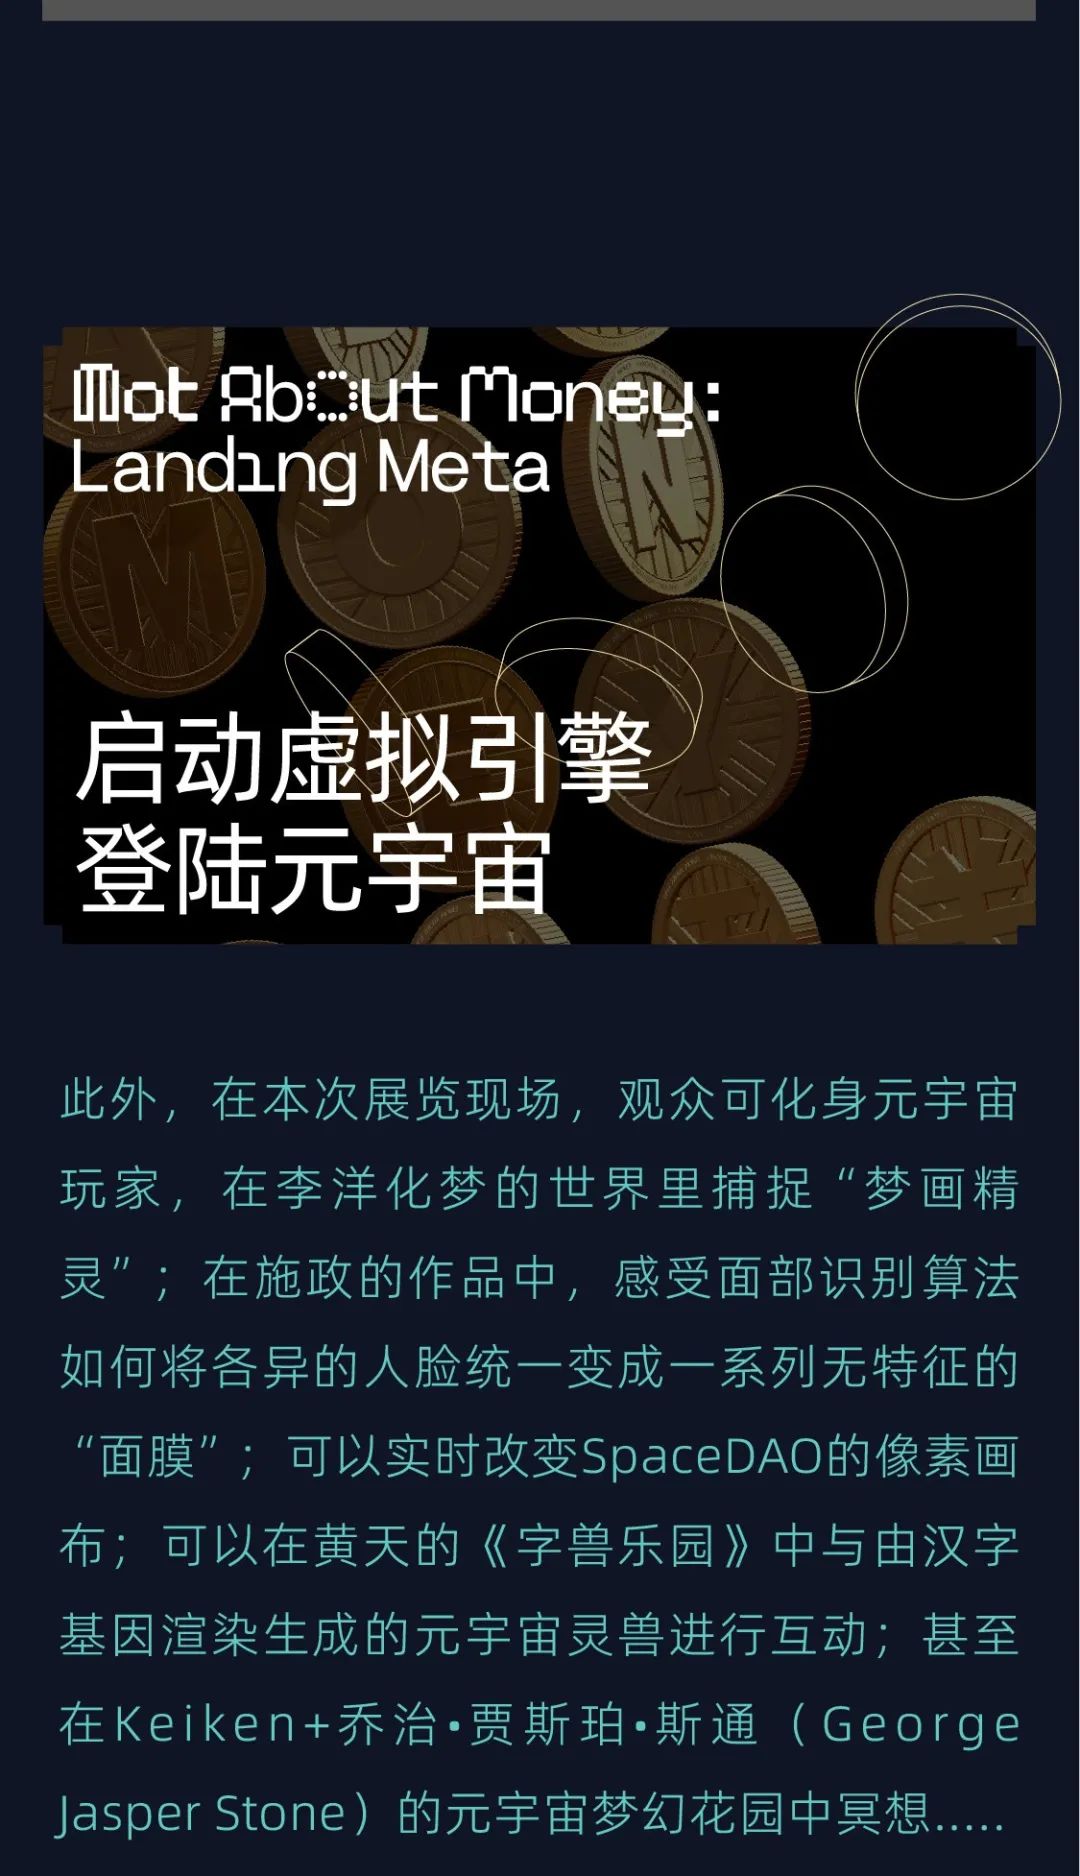 Not About Money:
Landing Meta
启动虚拟引擎
登陆元宇宙
此外，在本次展览现场，观众可化身元宇宙
玩家，在李洋化梦的世界里捕捉“梦画精
灵”；在施政的作品中，感受面部识别算法
如何将各异的人脸统一变成一系列无特征的
“面膜”；可以实时改变SpaceDAO的像素画
布；可以在黄天的《字兽乐园》中与由汉字
基因渲染生成的元宇宙灵兽进行互动；甚至
在Keiken+乔治•贾斯珀•斯通（George
Jasper Stone）的元宇宙梦幻花园中冥想.....